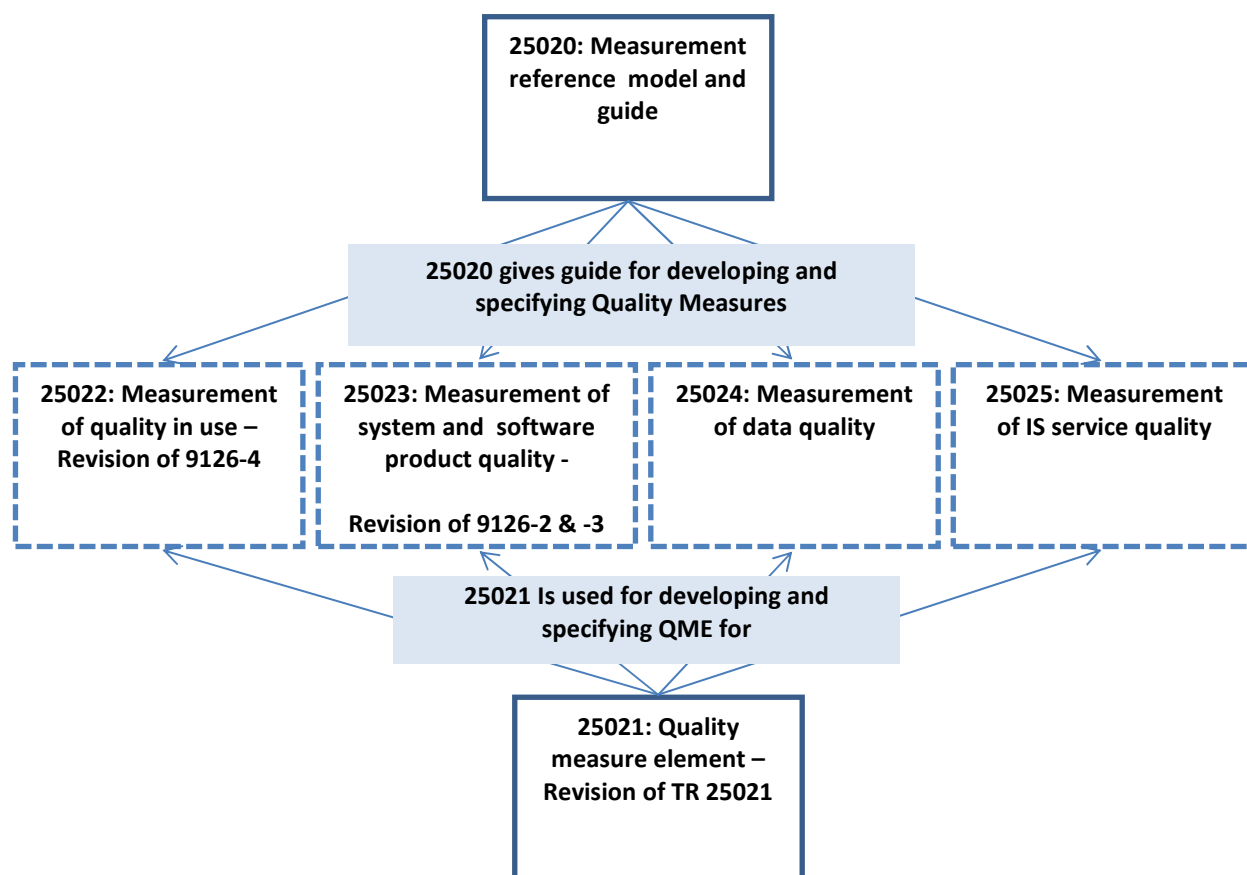 25020: Measurement
reference  model and
guide
25020 gives guide for developing and
specifying Quality Measures
25022: Measurement
of quality in use –
Revision of 9126-4
25023: Measurement of
system and  software
product quality -
Revision of 9126-2 & -3
25024: Measurement
of data quality
25025: Measurement
of IS service quality
25021 Is used for developing and
specifying QME for
25021: Quality
measure element –
Revision of TR 25021